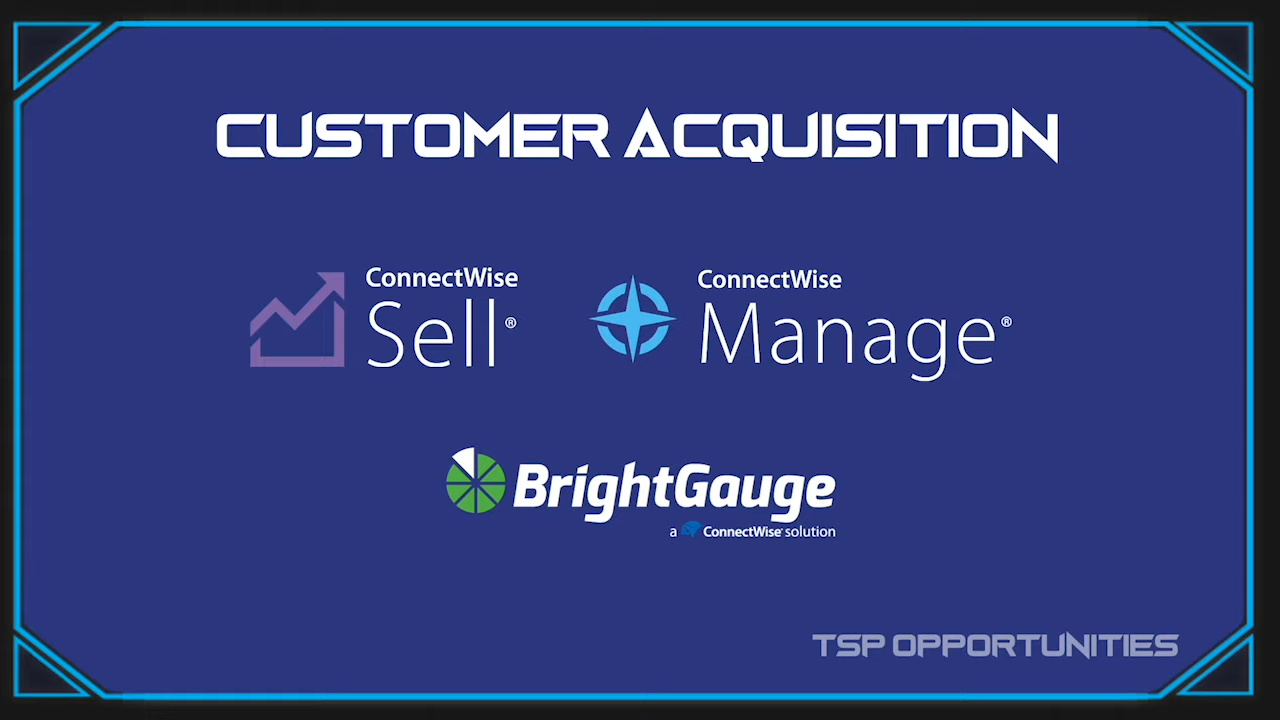 CUSTOMER ACQUISITION
ConnectWise
Sell®
ConnectWise
Manage®
BrightGauge
a ConnectWise solution
TSP OPPORTUNITIES